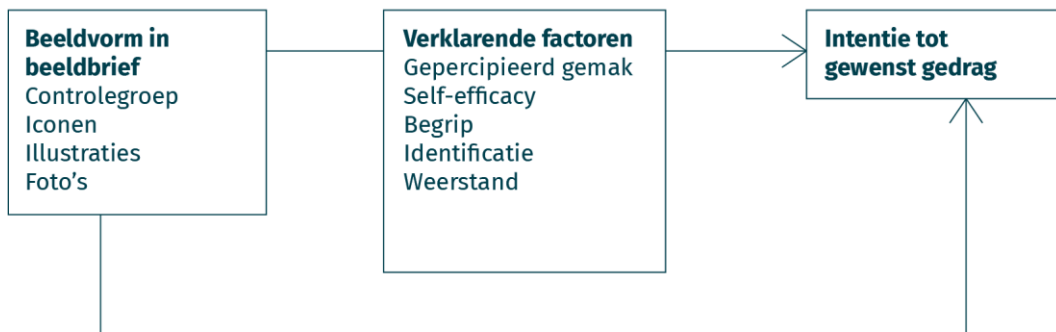 Beeldvorm in
beeldbrief
Controlegroep
Iconen
Illustraties
Foto's
Verklarende factoren
Gepercipieerd gemak
Self-efficacy
Begrip
Identificatie
Weerstand
Intentie tot
gewenst gedrag